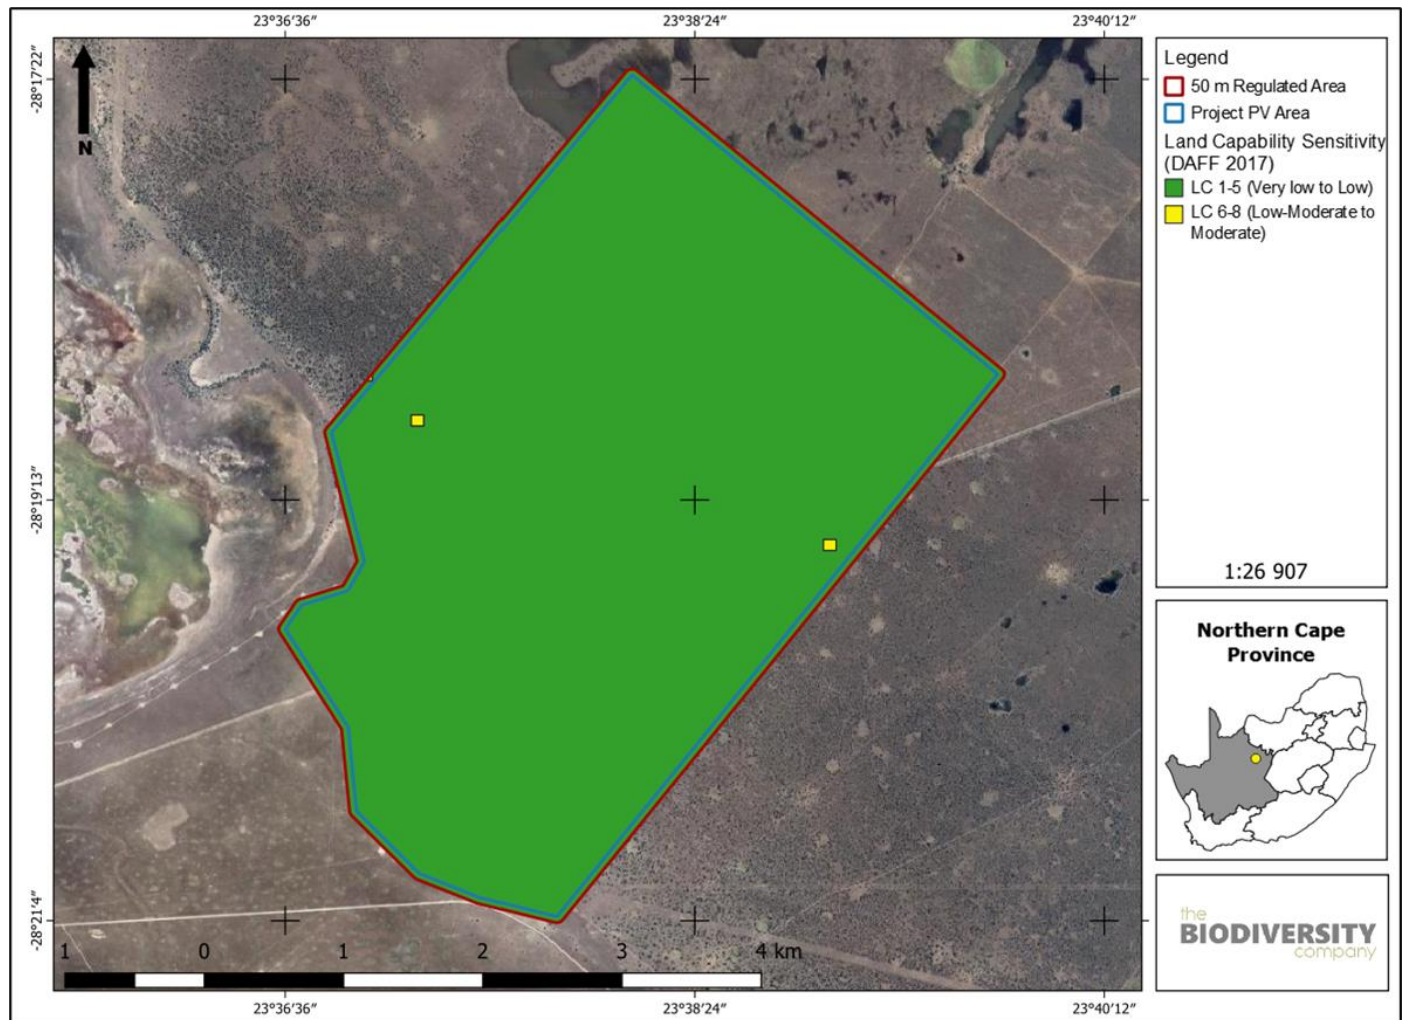 23°36'36" 23°38'24" 23°40'12"
-28°17'22"
-28°19'13"
-28°21'4"
N
1 0 1 2 3 4 km
23°36'36" 23°38'24" 23°40'12"
Legend
50 m Regulated Area
Project PV Area
Land Capability Sensitivity
(DAFF 2017)
LC 1-5 (Very low to Low)
LC 6-8 (Low-Moderate to
Moderate)
1:26 907
Northern Cape
Province
the
BIODIVERSITY
company